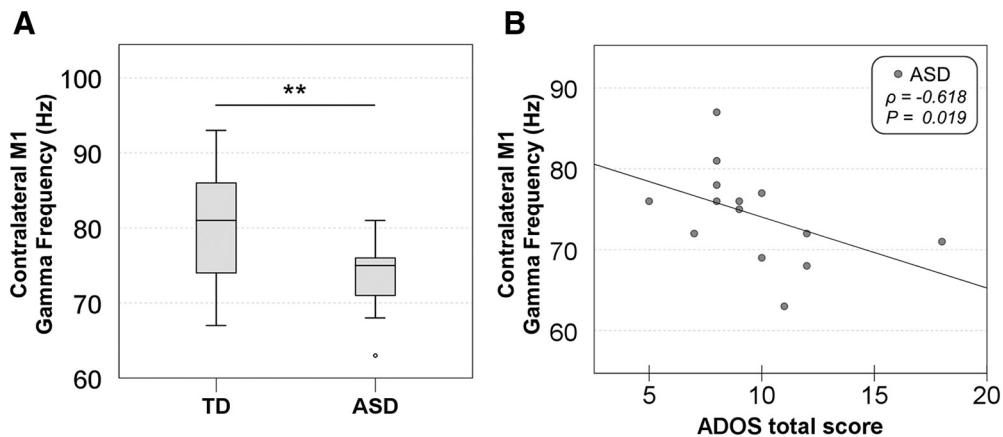 A
Contralateral M1
Gamma Frequency (Hz)
100
90
80
70
60
**
TD
ASD
B
Contralateral M1
Gamma Frequency (Hz)
90
80
70
60
ASD
ρ = -0.618
P = 0.019
5
10
15
20
ADOS total score